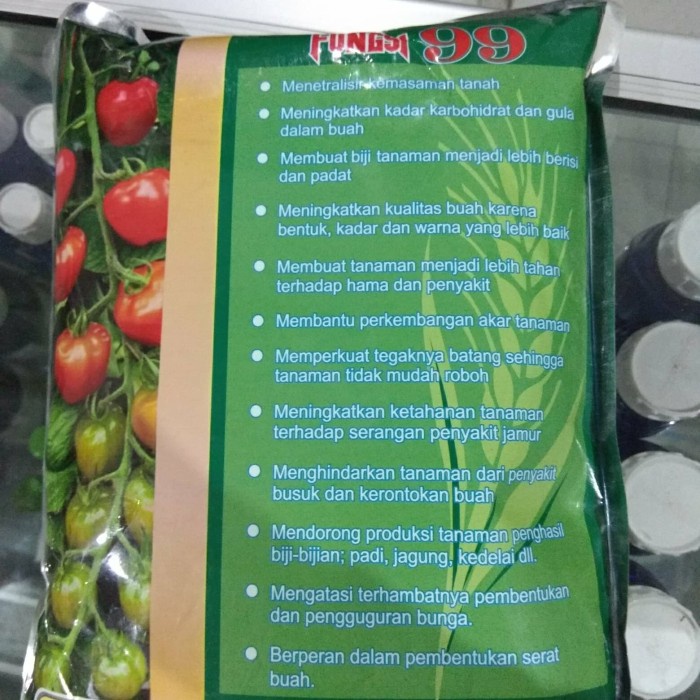 FUNGSI 99
Menetralisir kemasaman tanah
Meningkatkan kadar karbohidrat dan gula
dalam buah
Membuat biji tanaman menjadi lebih berisi
dan padat
Meningkatkan kualitas buah karena
bentuk, kadar dan warna yang lebih baik
Membuat tanaman menjadi lebih tahan
terhadap hama dan penyakit
Membantu perkembangan akar tanaman
Memperkuat tegaknya batang sehingga
tanaman tidak mudah roboh
Meningkatkan ketahanan tanaman
terhadap serangan penyakit jamur
Menghindarkan tanaman dari penyakit
busuk dan kerontokan buah
Mendorong produksi tanaman penghasil
biji-bijian; padi, jagung, kedelai dll.
Mengatasi terhambatnya pembentukan
dan pengguguran bunga.
Berperan dalam pembentukan serat
buah.